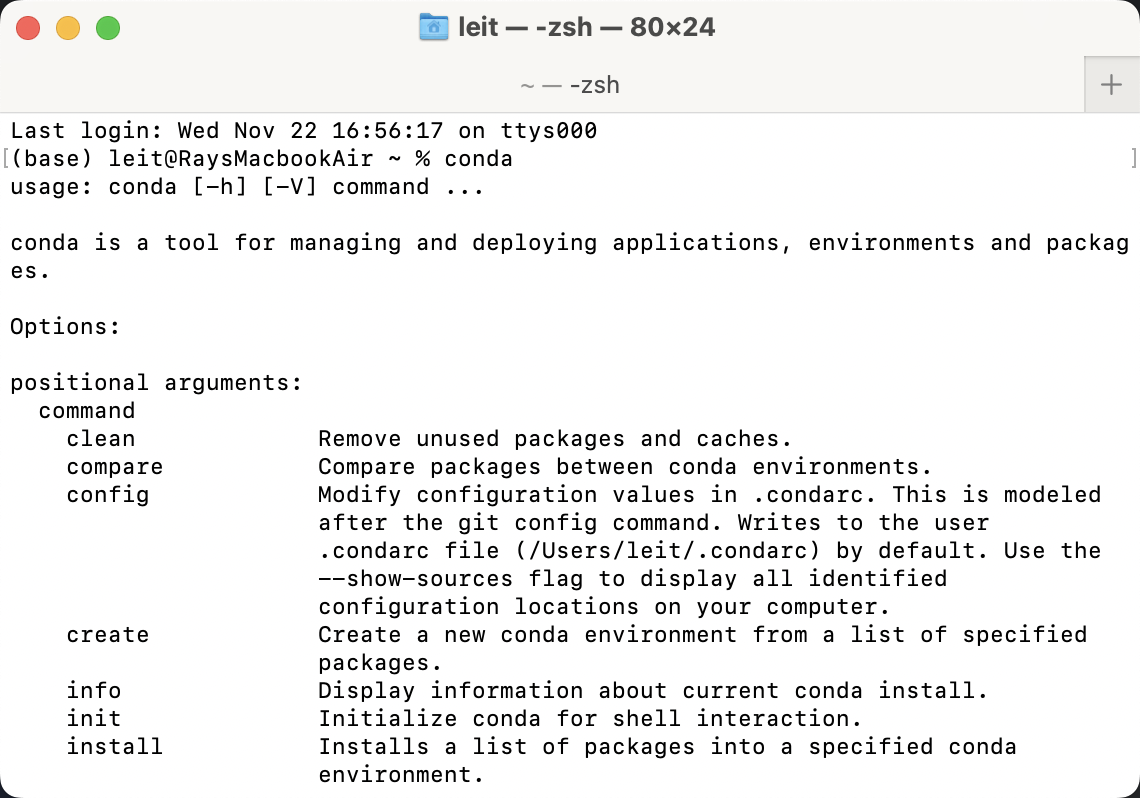 leit — -zsh — 80×24
~ — -zsh
+
Last login: Wed Nov 22 16:56:17 on ttys000
[(base) leit@RaysMacbookAir ~ % conda ]
usage: conda [-h] [-V] command ...
conda is a tool for managing and deploying applications, environments and packag
es.
Options:
positional arguments:
  command
    clean             Remove unused packages and caches.
    compare           Compare packages between conda environments.
    config            Modify configuration values in .condarc. This is modeled
                      after the git config command. Writes to the user
                      .condarc file (/Users/leit/.condarc) by default. Use the
                      --show-sources flag to display all identified
                      configuration locations on your computer.
    create            Create a new conda environment from a list of specified
                      packages.
    info              Display information about current conda install.
    init              Initialize conda for shell interaction.
    install           Installs a list of packages into a specified conda
                      environment.